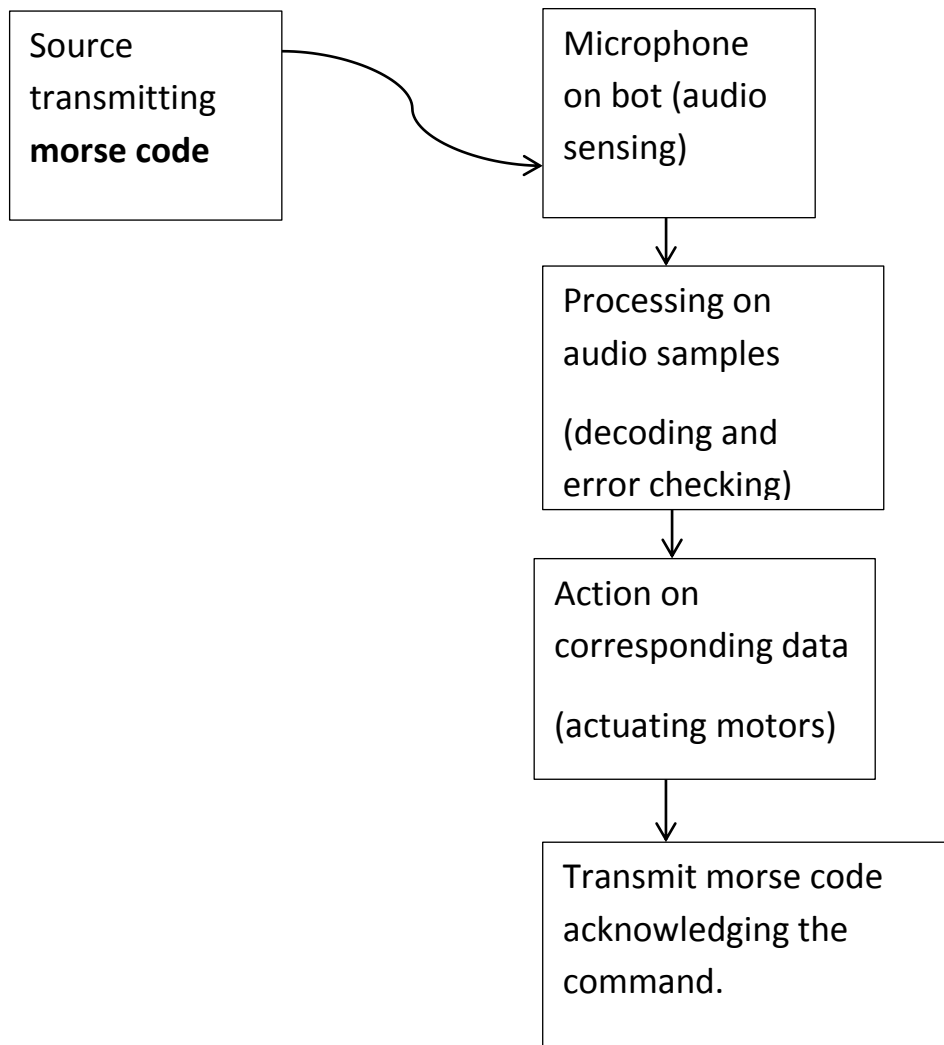 Source
transmitting
morse code
Microphone
on bot (audio
sensing)
Processing on
audio samples
(decoding and
error checking)
Action on
corresponding data
(actuating motors)
Transmit morse code
acknowledging the
command.